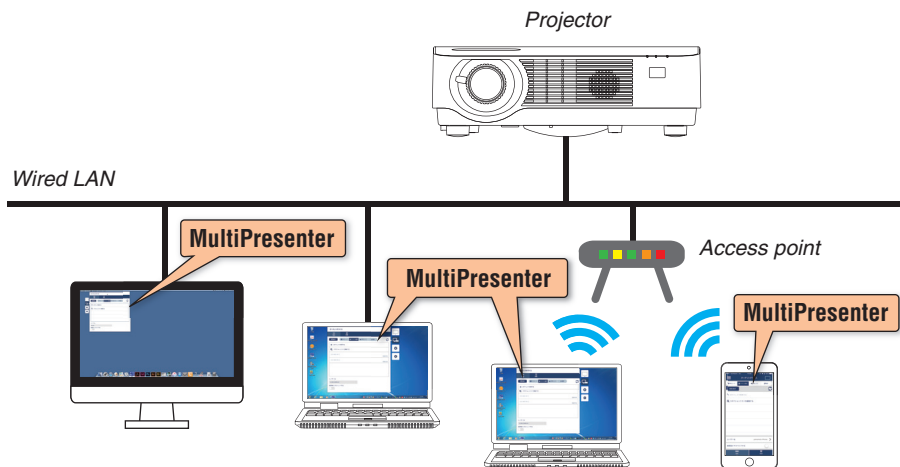 Projector
Wired LAN
MultiPresenter
Access point
MultiPresenter
MultiPresenter